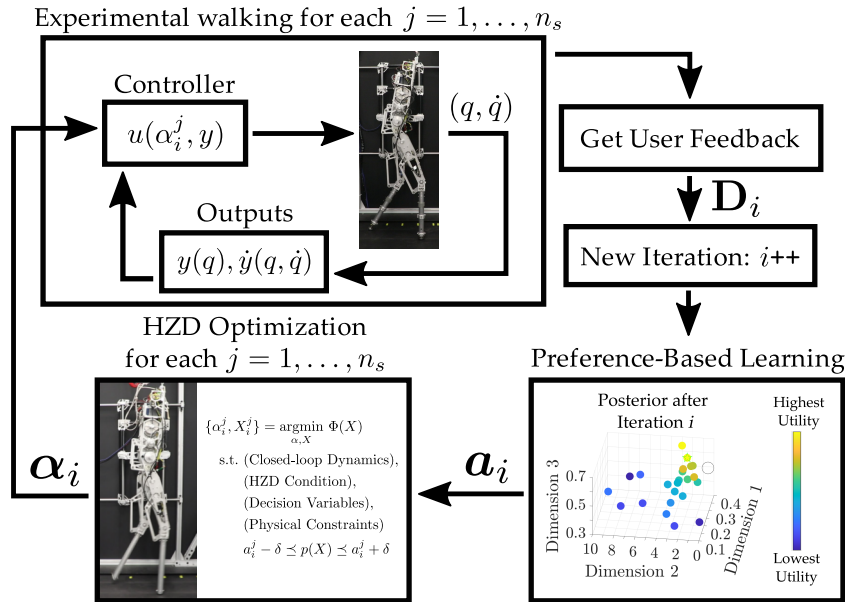 Experimental walking for each j = 1, . . . , n_s
Controller
u(α_i^j, y)
(q, q̇)
Outputs
y(q), ẏ(q, q̇)
Get User Feedback
D_i
New Iteration: i++
HZD Optimization
for each j = 1, . . . , n_s
{α_i^j, X_i^j} = argmin Φ(X)
α,X
s.t. (Closed-loop Dynamics),
(HZD Condition),
(Decision Variables),
(Physical Constraints)
a_i^j − δ ⪯ p(X) ⪯ a_i^j + δ
α_i
a_i
Preference-Based Learning
Posterior after
Iteration i
Highest
Utility
Lowest
Utility
Dimension 3
0.7
0.5
0.3
10 8 6 4 2 0
Dimension 2
0.4
0.3
0.2
0.1
Dimension 1